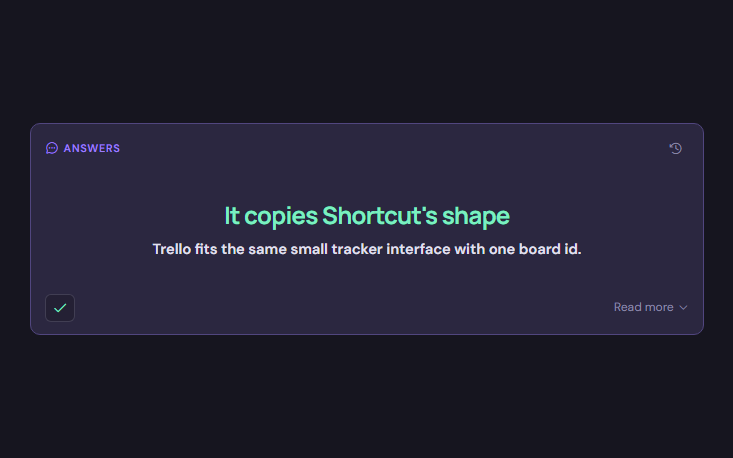 ANSWERS
It copies Shortcut's shape
Trello fits the same small tracker interface with one board id.
Read more